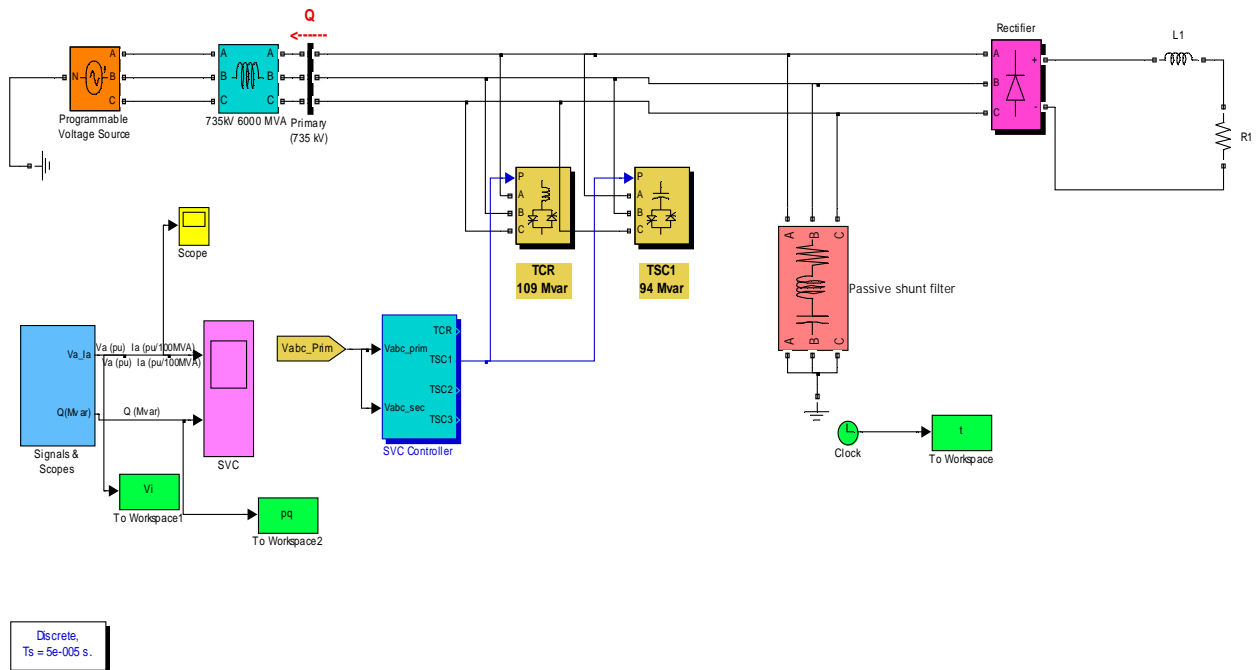 Q
Rectifier
L1
A
B
C
+
-
N
A
B
C
A
B
C
A
B
C
Programmable
Voltage Source
735kV 6000 MVA
Primary
(735 kV)
R1
P
A
B
C
P
A
B
C
TCR
109 Mvar
TSC1
94 Mvar
Scope
A
B
C
Passive shunt filter
A
B
C
Va_Ia
Va (pu) Ia (pu/100MVA)
Va (pu) Ia (pu/100MVA)
Q(Mvar)
Q (Mvar)
Signals &
Scopes
SVC
Vabc_Prim
Vabc_prim
Vabc_sec
TCR
TSC1
TSC2
TSC3
SVC Controller
Clock
t
To Workspace
Vi
To Workspace1
pq
To Workspace2
Discrete,
Ts = 5e-005 s.